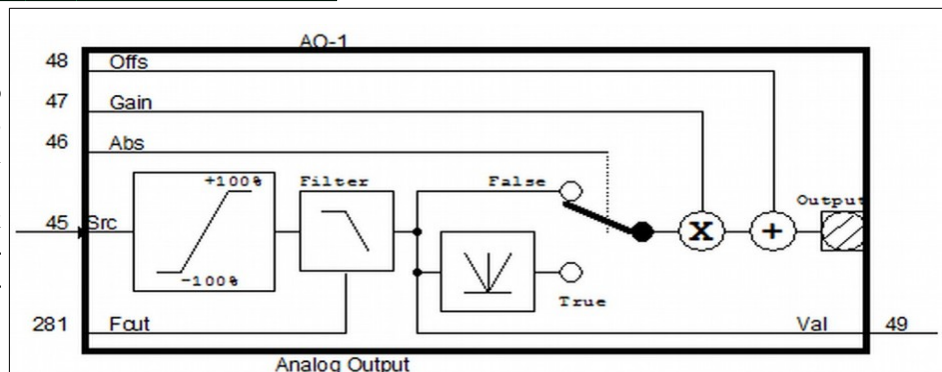 AO-1
48 Offs
47 Gain
46 Abs
+100%
Filter
False
Output
45 Src
X
+
-100%
True
281 Fcut
Val 49
Analog Output